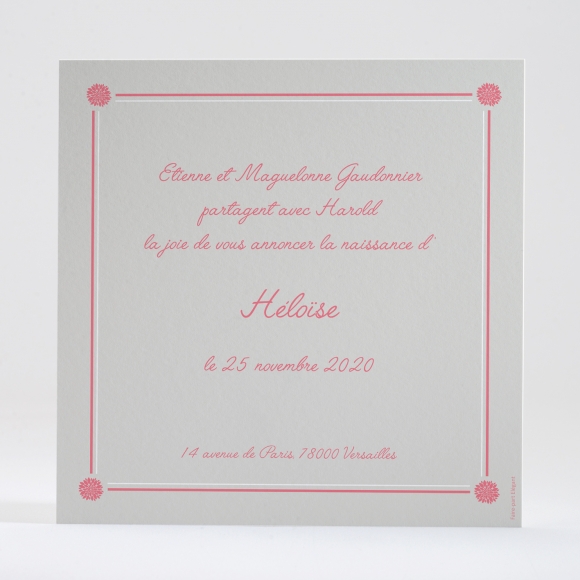 Etienne et Maguelonne Gaudonnier
partagent avec Harold
la joie de vous annoncer la naissance d'
Héloïse
le 25 novembre 2020
14 avenue de Paris, 78000 Versailles